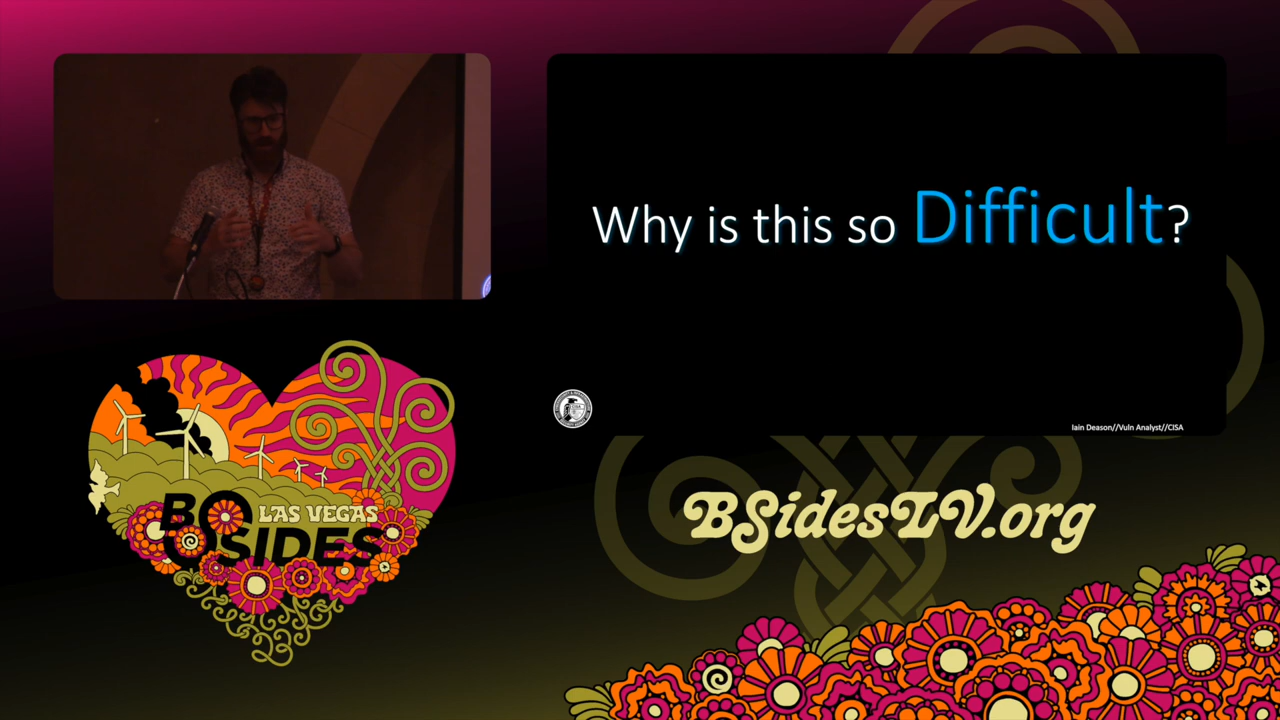 Why is this so Difficult?
Iain Deason//Vuln Analyst//CISA
LAS VEGAS
BSIDES
BSidesLV.org